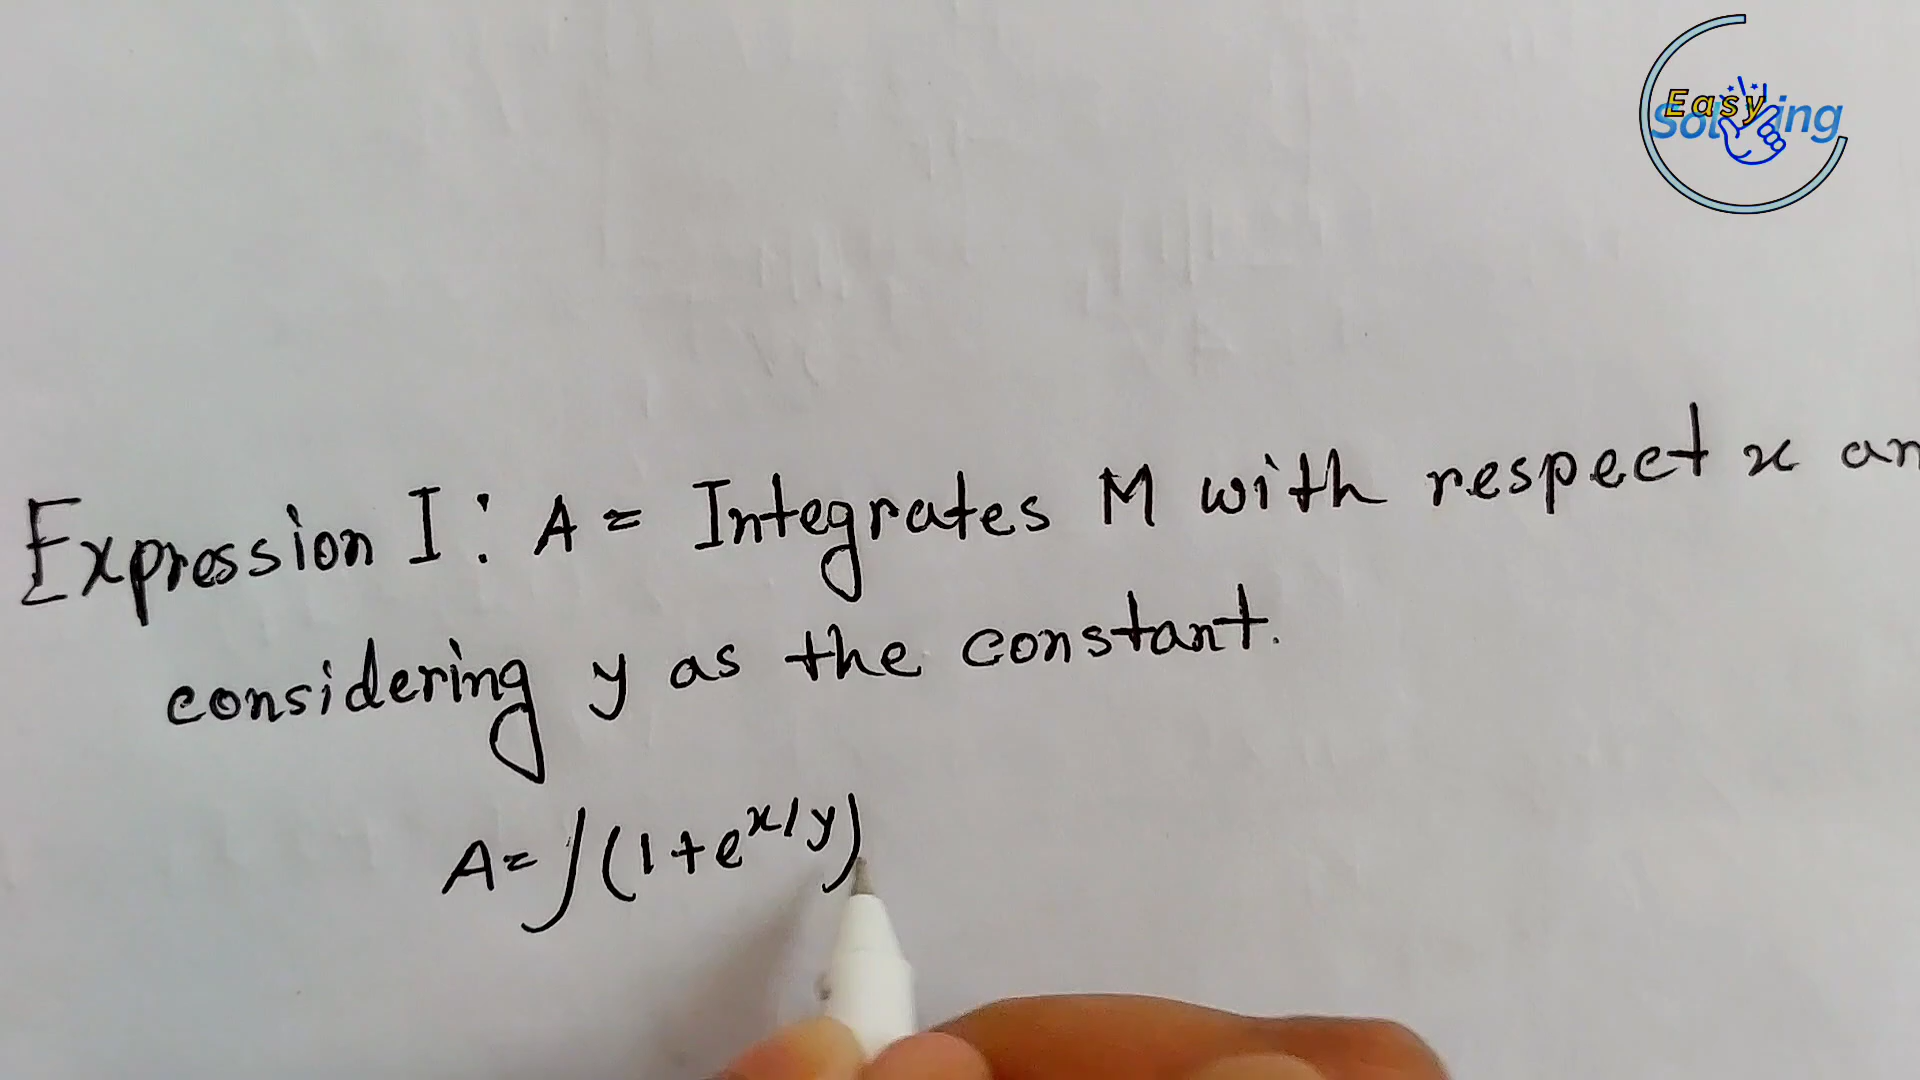 Easy
Solving
Expression I : A = Integrates M with respect x an
considering y as the constant.
A = ∫(1+e^{x/y})